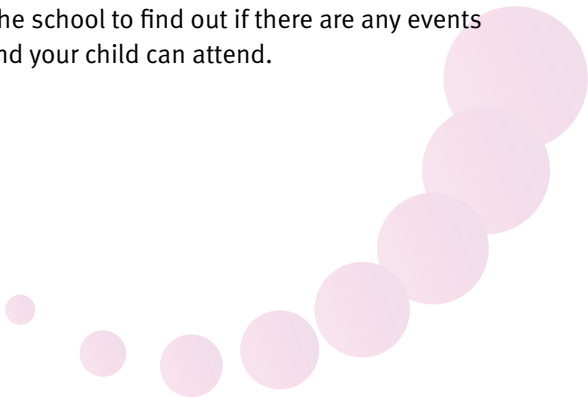 he school to find out if there are any events
nd your child can attend.